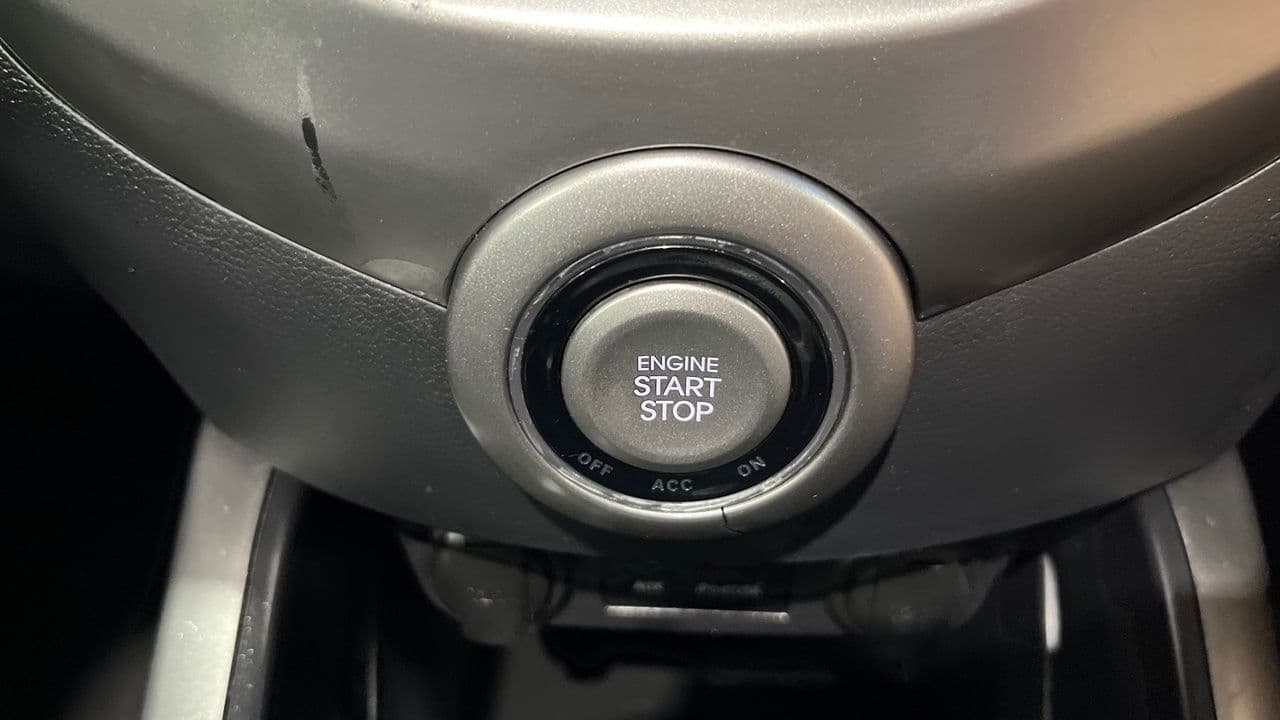 ENGINE
START
STOP
OFF
ACC
ON